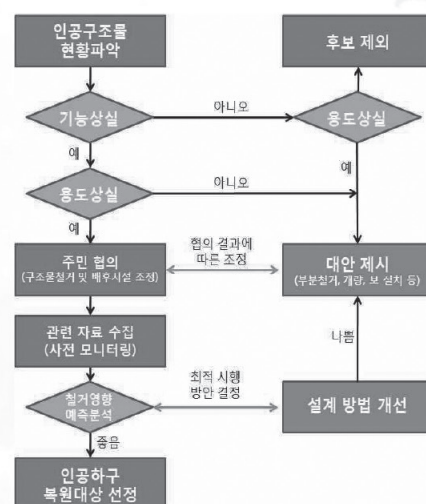 인공구조물
현황파악
후보 제외
기능상실
아니오
용도상실
예
예
용도상실
아니오
예
주민 협의
(구조물철거 및 배후시설 조정)
협의 결과에
따른 조정
대안 제시
(부분철거, 개량, 보 설치 등)
관련 자료 수집
(사전 모니터링)
나쁨
철거영향
예측분석
최적 시행
방안 결정
설계 방법 개선
좋음
인공하구
복원대상 선정